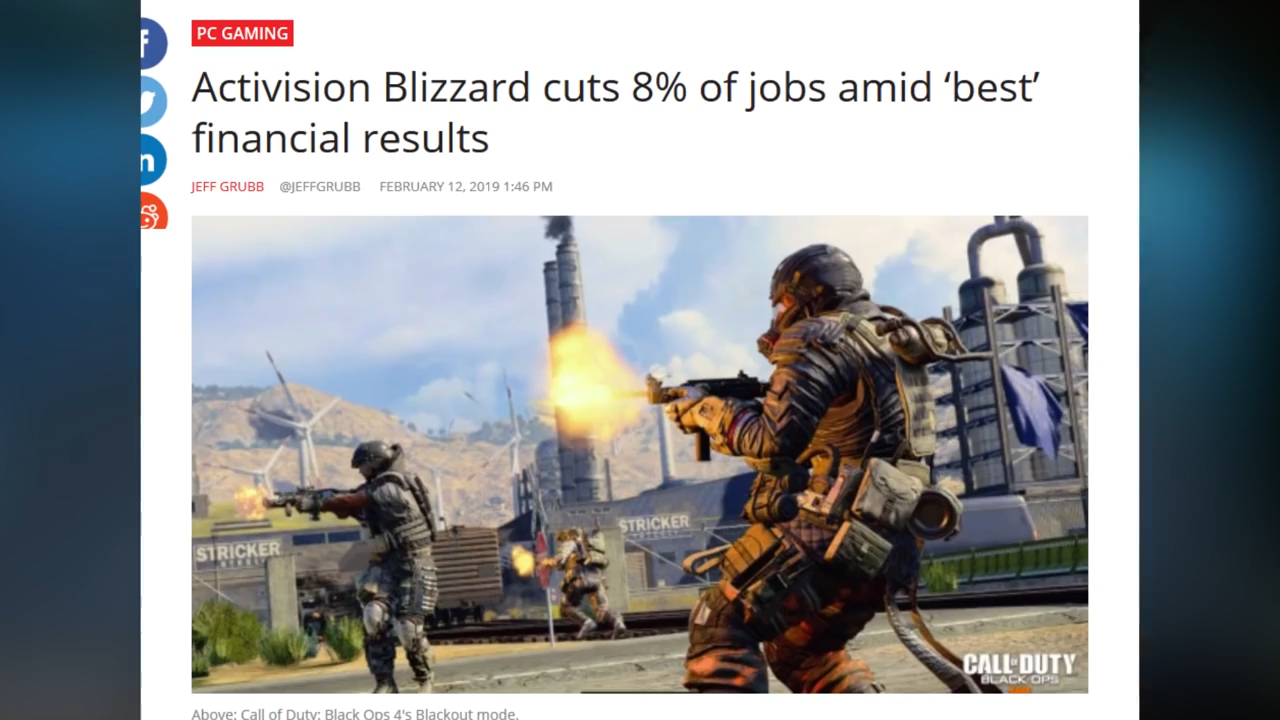 PC GAMING
Activision Blizzard cuts 8% of jobs amid ‘best’
financial results
JEFF GRUBB @JEFFGRUBB FEBRUARY 12, 2019 1:46 PM
STRICKER
STRICKER
CALL OF DUTY
BLACK OPS
Above: Call of Duty: Black Ops 4's Blackout mode.